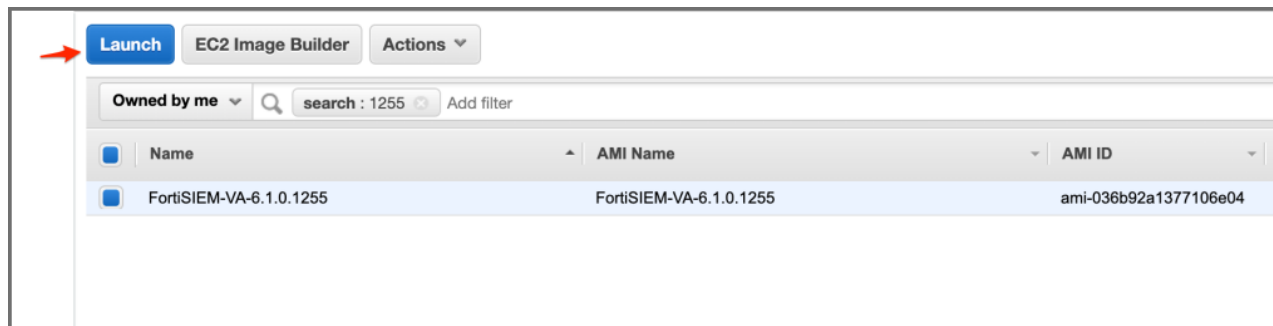 Launch EC2 Image Builder Actions
Owned by me search : 1255 Add filter
Name AMI Name AMI ID
FortiSIEM-VA-6.1.0.1255 FortiSIEM-VA-6.1.0.1255 ami-036b92a1377106e04